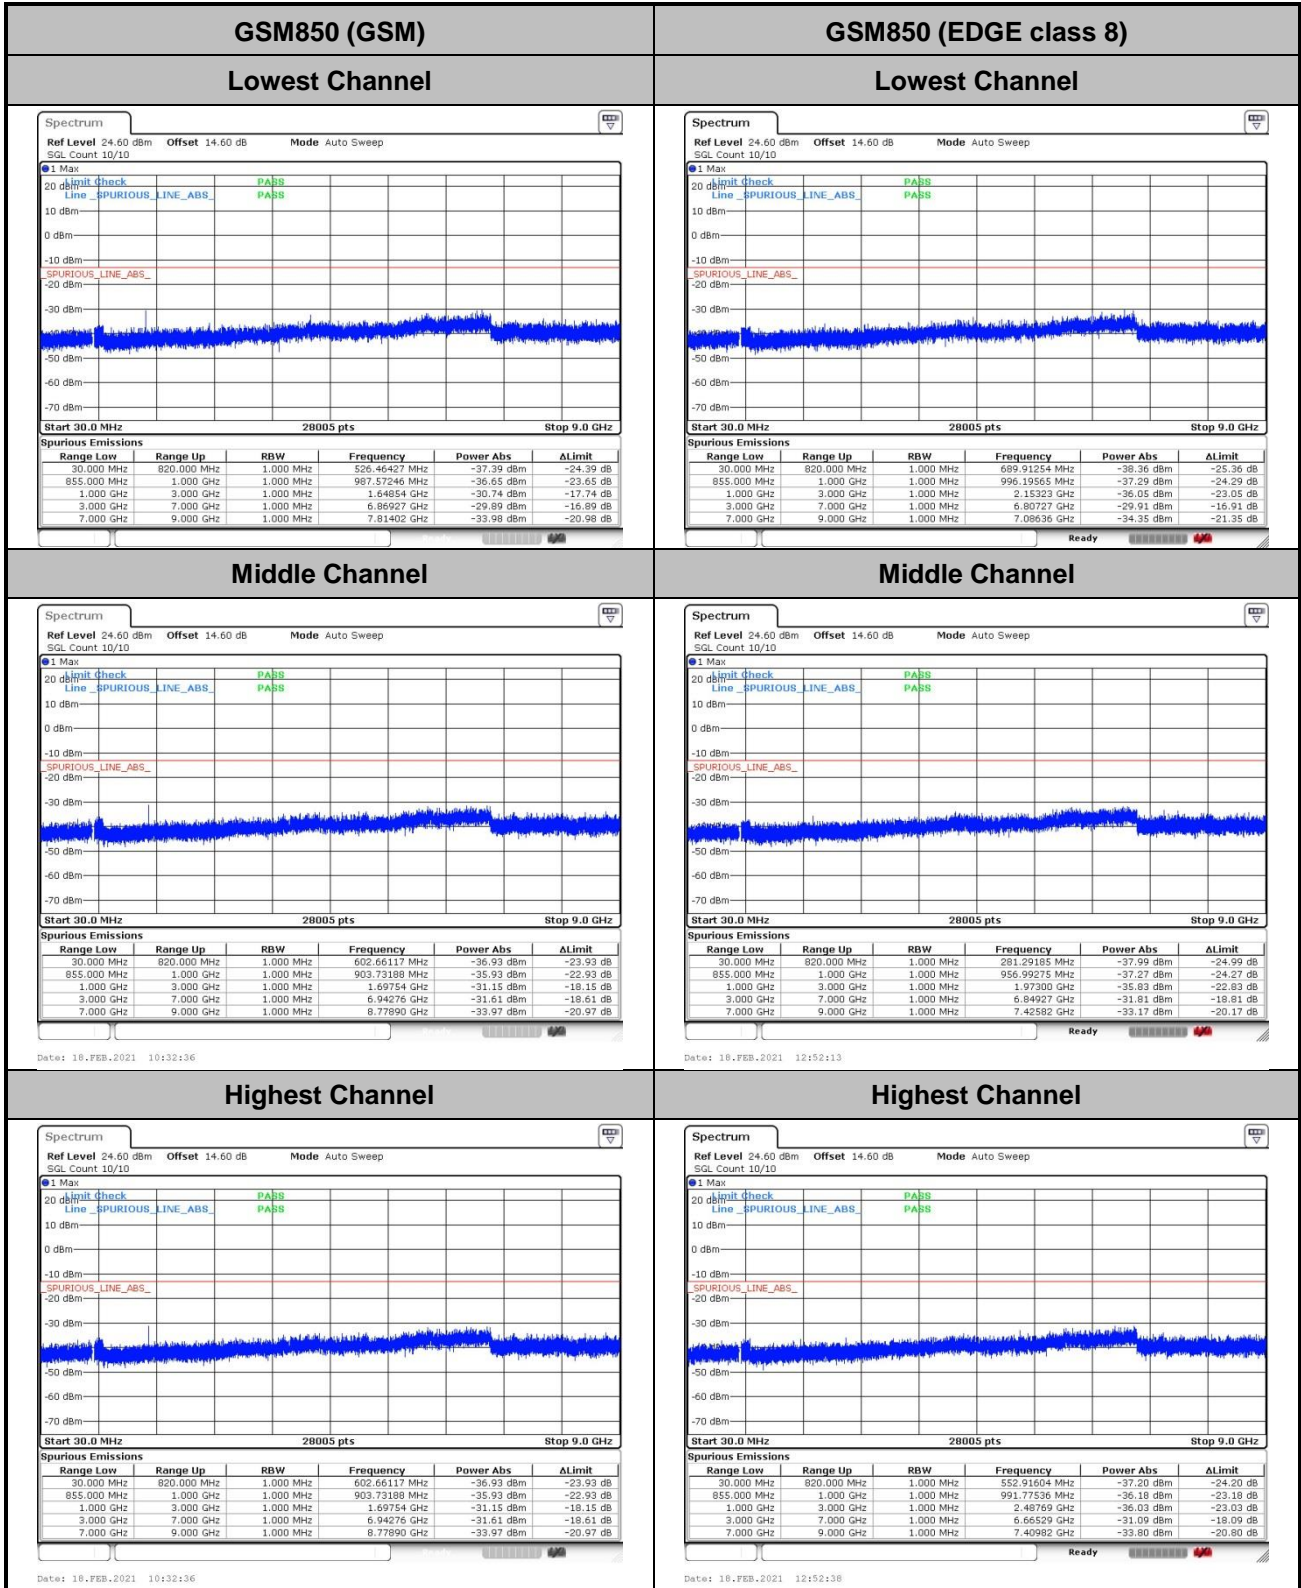 GSM850 (GSM) GSM850 (EDGE class 8)
Lowest Channel Lowest Channel
Spectrum
Ref Level 24.60 dBm Offset 14.60 dB Mode Auto Sweep
SGL Count 10/10
1 Max
20 dBm Limit Check PASS
Line _SPURIOUS_LINE_ABS_ PASS
10 dBm
0 dBm
-10 dBm
_SPURIOUS_LINE_ABS_
-20 dBm
-30 dBm
-50 dBm
-60 dBm
-70 dBm
Start 30.0 MHz 28005 pts Stop 9.0 GHz
Spurious Emissions
Range Low Range Up RBW Frequency Power Abs ΔLimit
30.000 MHz 820.000 MHz 1.000 MHz 526.46427 MHz -37.39 dBm -24.39 dB
855.000 MHz 1.000 GHz 1.000 MHz 987.57246 MHz -36.65 dBm -23.65 dB
1.000 GHz 3.000 GHz 1.000 MHz 1.64854 GHz -30.74 dBm -17.74 dB
3.000 GHz 7.000 GHz 1.000 MHz 6.86927 GHz -29.89 dBm -16.89 dB
7.000 GHz 9.000 GHz 1.000 MHz 7.81402 GHz -33.98 dBm -20.98 dB
Spectrum
Ref Level 24.60 dBm Offset 14.60 dB Mode Auto Sweep
SGL Count 10/10
1 Max
20 dBm Limit Check PASS
Line _SPURIOUS_LINE_ABS_ PASS
10 dBm
0 dBm
-10 dBm
_SPURIOUS_LINE_ABS_
-20 dBm
-30 dBm
-50 dBm
-60 dBm
-70 dBm
Start 30.0 MHz 28005 pts Stop 9.0 GHz
Spurious Emissions
Range Low Range Up RBW Frequency Power Abs ΔLimit
30.000 MHz 820.000 MHz 1.000 MHz 689.91254 MHz -38.36 dBm -25.36 dB
855.000 MHz 1.000 GHz 1.000 MHz 996.19565 MHz -37.29 dBm -24.29 dB
1.000 GHz 3.000 GHz 1.000 MHz 2.15323 GHz -36.05 dBm -23.05 dB
3.000 GHz 7.000 GHz 1.000 MHz 6.80727 GHz -29.91 dBm -16.91 dB
7.000 GHz 9.000 GHz 1.000 MHz 7.08636 GHz -34.35 dBm -21.35 dB
Ready
Middle Channel Middle Channel
Spectrum
Ref Level 24.60 dBm Offset 14.60 dB Mode Auto Sweep
SGL Count 10/10
1 Max
20 dBm Limit Check PASS
Line _SPURIOUS_LINE_ABS_ PASS
10 dBm
0 dBm
-10 dBm
_SPURIOUS_LINE_ABS_
-20 dBm
-30 dBm
-50 dBm
-60 dBm
-70 dBm
Start 30.0 MHz 28005 pts Stop 9.0 GHz
Spurious Emissions
Range Low Range Up RBW Frequency Power Abs ΔLimit
30.000 MHz 820.000 MHz 1.000 MHz 602.66117 MHz -36.93 dBm -23.93 dB
855.000 MHz 1.000 GHz 1.000 MHz 903.73188 MHz -35.93 dBm -22.93 dB
1.000 GHz 3.000 GHz 1.000 MHz 1.69754 GHz -31.15 dBm -18.15 dB
3.000 GHz 7.000 GHz 1.000 MHz 6.94276 GHz -31.61 dBm -18.61 dB
7.000 GHz 9.000 GHz 1.000 MHz 8.77890 GHz -33.97 dBm -20.97 dB
Date: 18.FEB.2021 10:32:36
Spectrum
Ref Level 24.60 dBm Offset 14.60 dB Mode Auto Sweep
SGL Count 10/10
1 Max
20 dBm Limit Check PASS
Line _SPURIOUS_LINE_ABS_ PASS
10 dBm
0 dBm
-10 dBm
_SPURIOUS_LINE_ABS_
-20 dBm
-30 dBm
-50 dBm
-60 dBm
-70 dBm
Start 30.0 MHz 28005 pts Stop 9.0 GHz
Spurious Emissions
Range Low Range Up RBW Frequency Power Abs ΔLimit
30.000 MHz 820.000 MHz 1.000 MHz 281.29185 MHz -37.99 dBm -24.99 dB
855.000 MHz 1.000 GHz 1.000 MHz 956.99275 MHz -37.27 dBm -24.27 dB
1.000 GHz 3.000 GHz 1.000 MHz 1.97300 GHz -35.83 dBm -22.83 dB
3.000 GHz 7.000 GHz 1.000 MHz 6.84927 GHz -31.81 dBm -18.81 dB
7.000 GHz 9.000 GHz 1.000 MHz 7.42582 GHz -33.17 dBm -20.17 dB
Ready
Date: 18.FEB.2021 12:52:13
Highest Channel Highest Channel
Spectrum
Ref Level 24.60 dBm Offset 14.60 dB Mode Auto Sweep
SGL Count 10/10
1 Max
20 dBm Limit Check PASS
Line _SPURIOUS_LINE_ABS_ PASS
10 dBm
0 dBm
-10 dBm
_SPURIOUS_LINE_ABS_
-20 dBm
-30 dBm
-50 dBm
-60 dBm
-70 dBm
Start 30.0 MHz 28005 pts Stop 9.0 GHz
Spurious Emissions
Range Low Range Up RBW Frequency Power Abs ΔLimit
30.000 MHz 820.000 MHz 1.000 MHz 602.66117 MHz -36.93 dBm -23.93 dB
855.000 MHz 1.000 GHz 1.000 MHz 903.73188 MHz -35.93 dBm -22.93 dB
1.000 GHz 3.000 GHz 1.000 MHz 1.69754 GHz -31.15 dBm -18.15 dB
3.000 GHz 7.000 GHz 1.000 MHz 6.94276 GHz -31.61 dBm -18.61 dB
7.000 GHz 9.000 GHz 1.000 MHz 8.77890 GHz -33.97 dBm -20.97 dB
Date: 18.FEB.2021 10:32:36
Spectrum
Ref Level 24.60 dBm Offset 14.60 dB Mode Auto Sweep
SGL Count 10/10
1 Max
20 dBm Limit Check PASS
Line _SPURIOUS_LINE_ABS_ PASS
10 dBm
0 dBm
-10 dBm
_SPURIOUS_LINE_ABS_
-20 dBm
-30 dBm
-50 dBm
-60 dBm
-70 dBm
Start 30.0 MHz 28005 pts Stop 9.0 GHz
Spurious Emissions
Range Low Range Up RBW Frequency Power Abs ΔLimit
30.000 MHz 820.000 MHz 1.000 MHz 552.91604 MHz -37.20 dBm -24.20 dB
855.000 MHz 1.000 GHz 1.000 MHz 991.77536 MHz -36.18 dBm -23.18 dB
1.000 GHz 3.000 GHz 1.000 MHz 2.48769 GHz -36.03 dBm -23.03 dB
3.000 GHz 7.000 GHz 1.000 MHz 6.66529 GHz -31.09 dBm -18.09 dB
7.000 GHz 9.000 GHz 1.000 MHz 7.40982 GHz -33.80 dBm -20.80 dB
Ready
Date: 18.FEB.2021 12:52:38